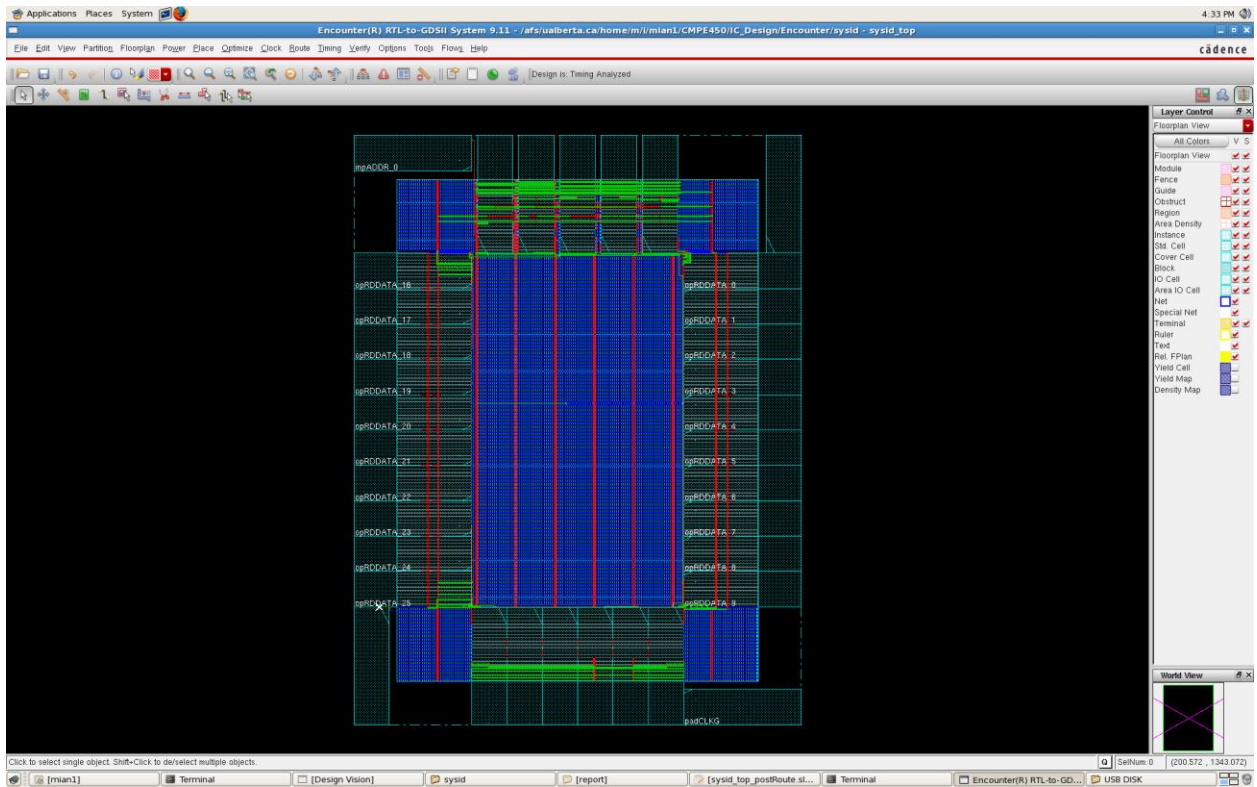 Applications Places System 4:33 PM
Encounter(R) RTL-to-GDSII System 9.11 - /afs/ualberta.ca/home/m/i/mian1/CMPE450/IC_Design/Encounter/sysid - sysid_top
File Edit View Partition Floorplan Power Place Optimize Clock Route Timing Verify Options Tools Flows Help
cādence
Design is: Timing Analyzed
Layer Control
Floorplan View
All Colors V S
Floorplan View
Module
Fence
Guide
Obstruct
Region
Area Density
Instance
Std. Cell
Cover Cell
Block
IO Cell
Area IO Cell
Net
Special Net
Terminal
Ruler
Text
Rel. FPlan
Yield Cell
Yield Map
Density Map
inpADDR_0
opRDDATA_16 opRDDATA_0
opRDDATA_17 opRDDATA_1
opRDDATA_18 opRDDATA_2
opRDDATA_19 opRDDATA_3
opRDDATA_20 opRDDATA_4
opRDDATA_21 opRDDATA_5
opRDDATA_22 opRDDATA_6
opRDDATA_23 opRDDATA_7
opRDDATA_24 opRDDATA_8
opRDDATA_25 opRDDATA_9
padCLKG
World View
Click to select single object. Shift+Click to de/select multiple objects.
Q SelNum: 0 (200.572 , 1343.072)
[mian1] Terminal [Design Vision] sysid [report] [sysid_top_postRoute.sl... Terminal Encounter(R) RTL-to-GD... USB DISK